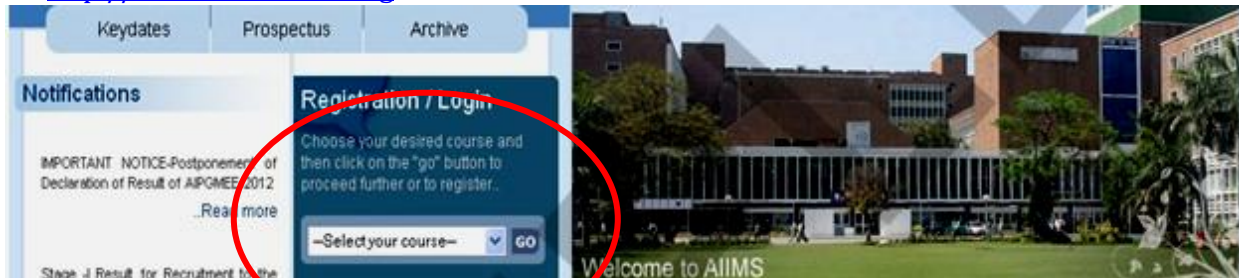 Keydates Prospectus Archive
Notifications
IMPORTANT NOTICE-Postponement of
Declaration of Result of AIPGMEE-2012
..Read more
Stage
Result for Recruitment to the
Registration / Login
Choose your desired course and
then click on the "go" button to
proceed further or to register..
--Select your course-- GO
Welcome to AIIMS